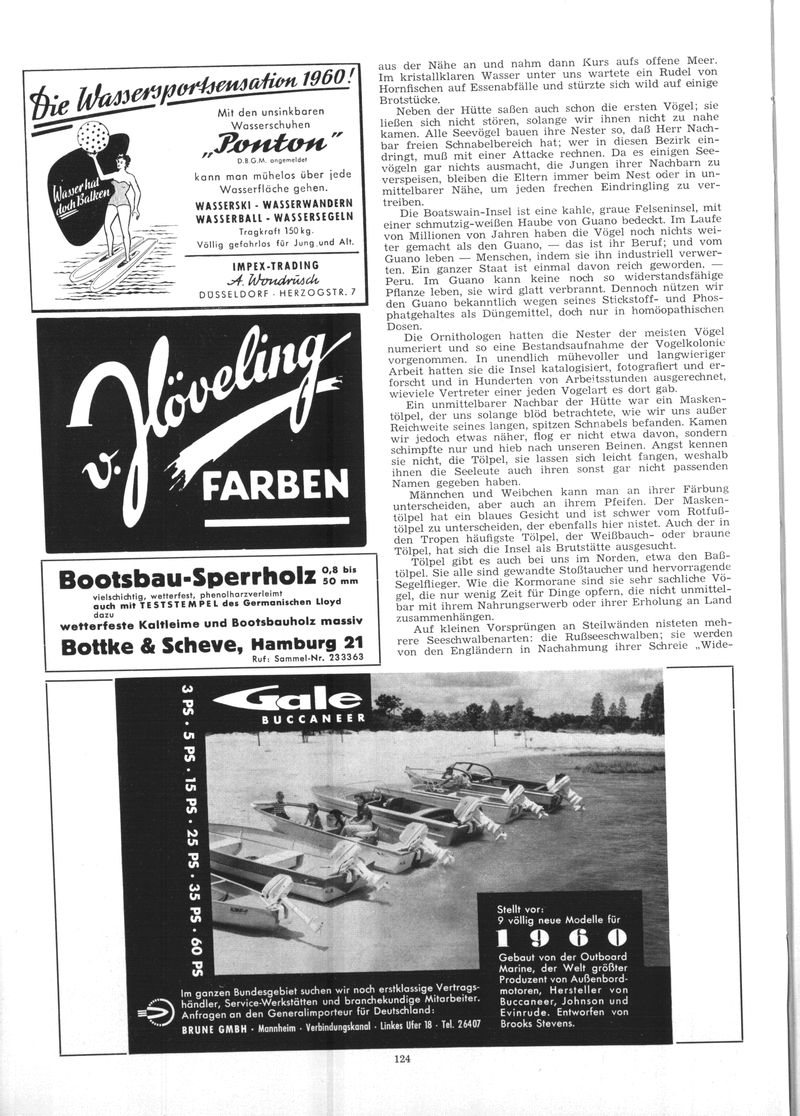 Die Wassersportsensation 1960!
Mit den unsinkbaren
Wasserschuhen
„Ponton"
D.B.G.M. angemeldet
kann man mühelos über jede
Wasserfläche gehen.
WASSERSKI - WASSERWANDERN
WASSERBALL - WASSERSEGELN
Tragkraft 150 kg.
Völlig gefahrlos für Jung und Alt.
Wasser hat
doch Balken
IMPEX-TRADING
A. Wondrüsch
DÜSSELDORF · HERZOGSTR. 7
v. Höveling
FARBEN
Bootsbau-Sperrholz 0,8 bis
50 mm
vielschichtig, wetterfest, phenolharzverleimt
auch mit TESTSTEMPEL des Germanischen Lloyd
dazu
wetterfeste Kaltleime und Bootsbauholz massiv
Bottke & Scheve, Hamburg 21
Ruf: Sammel-Nr. 233363
aus der Nähe an und nahm dann Kurs aufs offene Meer.
Im kristallklaren Wasser unter uns wartete ein Rudel von
Hornfischen auf Essenabfälle und stürzte sich wild auf einige
Brotstücke.
Neben der Hütte saßen auch schon die ersten Vögel; sie
ließen sich nicht stören, solange wir ihnen nicht zu nahe
kamen. Alle Seevögel bauen ihre Nester so, daß Herr Nach-
bar freien Schnabelbereich hat; wer in diesen Bezirk ein-
dringt, muß mit einer Attacke rechnen. Da es einigen See-
vögeln gar nichts ausmacht, die Jungen ihrer Nachbarn zu
verspeisen, bleiben die Eltern immer beim Nest oder in un-
mittelbarer Nähe, um jeden frechen Eindringling zu ver-
treiben.
Die Boatswain-Insel ist eine kahle, graue Felseninsel, mit
einer schmutzig-weißen Haube von Guano bedeckt. Im Laufe
von Millionen von Jahren haben die Vögel noch nichts wei-
ter gemacht als den Guano, — das ist ihr Beruf; und vom
Guano leben — Menschen, indem sie ihn industriell verwer-
ten. Ein ganzer Staat ist einmal davon reich geworden. —
Peru. Im Guano kann keine noch so widerstandsfähige
Pflanze leben, sie wird glatt verbrannt. Dennoch nützen wir
den Guano bekanntlich wegen seines Stickstoff- und Phos-
phatgehaltes als Düngemittel, doch nur in homöopathischen
Dosen.
Die Ornithologen hatten die Nester der meisten Vögel
numeriert und so eine Bestandsaufnahme der Vogelkolonie
vorgenommen. In unendlich mühevoller und langwieriger
Arbeit hatten sie die Insel katalogisiert, fotografiert und er-
forscht und in Hunderten von Arbeitsstunden ausgerechnet,
wieviele Vertreter einer jeden Vogelart es dort gab.
Ein unmittelbarer Nachbar der Hütte war ein Masken-
tölpel, der uns solange blöd betrachtete, wie wir uns außer
Reichweite seines langen, spitzen Schnabels befanden. Kamen
wir jedoch etwas näher, flog er nicht etwa davon, sondern
schimpfte nur und hieb nach unseren Beinen. Angst kennen
sie nicht, die Tölpel, sie lassen sich leicht fangen, weshalb
ihnen die Seeleute auch ihren sonst gar nicht passenden
Namen gegeben haben.
Männchen und Weibchen kann man an ihrer Färbung
unterscheiden, aber auch an ihrem Pfeifen. Der Masken-
tölpel hat ein blaues Gesicht und ist schwer vom Rotfuß-
tölpel zu unterscheiden, der ebenfalls hier nistet. Auch der in
den Tropen häufigste Tölpel, der Weißbauch- oder braune
Tölpel, hat sich die Insel als Brutstätte ausgesucht.
Tölpel gibt es auch bei uns im Norden, etwa den Baß-
tölpel. Sie alle sind gewandte Stoßtaucher und hervorragende
Segelflieger. Wie die Kormorane sind sie sehr sachliche Vö-
gel, die nur wenig Zeit für Dinge opfern, die nicht unmittel-
bar mit ihrem Nahrungserwerb oder ihrer Erholung an Land
zusammenhängen.
Auf kleinen Vorsprüngen an Steilwänden nisteten meh-
rere Seeschwalbenarten: die Rußseeschwalben; sie werden
von den Engländern in Nachahmung ihrer Schreie „Wide-
Gale
BUCCANEER
3 PS · 5 PS · 15 PS · 25 PS · 35 PS · 60 PS
Stellt vor:
9 völlig neue Modelle für
1960
Gebaut von der Outboard
Marine, der Welt größter
Produzent von Außenbord-
motoren, Hersteller von
Buccaneer, Johnson und
Evinrude. Entworfen von
Brooks Stevens.
Im ganzen Bundesgebiet suchen wir noch erstklassige Vertrags-
händler, Service-Werkstätten und branchekundige Mitarbeiter.
Anfragen an den Generalimporteur für Deutschland:
BRUNE GMBH · Mannheim · Verbindungskanal · Linkes Ufer 18 · Tel. 26407
124